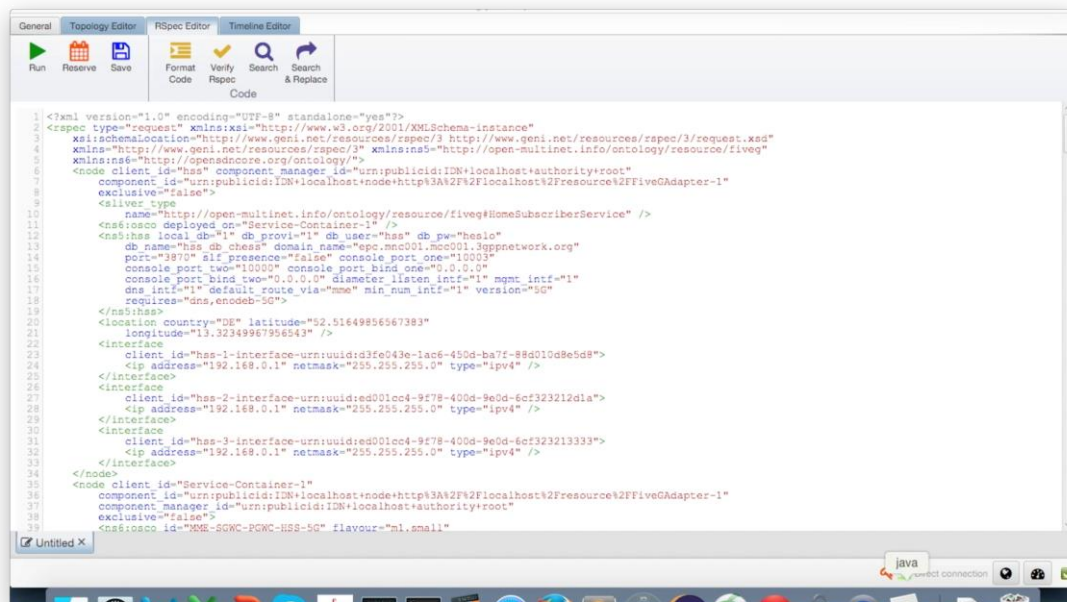 General Topology Editor RSpec Editor Timeline Editor
Run Reserve Save Format Code Verify Rspec Search Search & Replace
Code
1 <?xml version="1.0" encoding="UTF-8" standalone="yes"?>
2 <rspec type="request" xmlns:xsi="http://www.w3.org/2001/XMLSchema-instance"
3 xsi:schemaLocation="http://www.geni.net/resources/rspec/3 http://www.geni.net/resources/rspec/3/request.xsd"
4 xmlns="http://www.geni.net/resources/rspec/3" xmlns:ns5="http://open-multinet.info/ontology/resource/fiveg"
5 xmlns:ns6="http://opensdncore.org/ontology/">
6 <node client_id="hss" component_manager_id="urn:publicid:IDN+localhost+authority+root"
7 component_id="urn:publicid:IDN+localhost+node+http%3A%2F%2Flocalhost%2Fresource%2FFiveGAdapter-1"
8 exclusive="false">
9 <sliver_type
10 name="http://open-multinet.info/ontology/resource/fiveg#HomeSubscriberService" />
11 <ns6:osco deployed_on="Service-Container-1" />
12 <ns5:hss local_db="1" db_provi="1" db_user="hss" db_pw="heslo"
13 db_name="hss_db_chess" domain_name="epc.mnc001.mcc001.3gppnetwork.org"
14 port="3870" slf_presence="false" console_port_one="10003"
15 console_port_two="10000" console_port_bind_one="0.0.0.0"
16 console_port_bind_two="0.0.0.0" diameter_listen_intf="1" mgmt_intf="1"
17 dns_intf="1" default_route_via="mme" min_num_intf="1" version="5G"
18 requires="dns,enodeb-5G">
19 </ns5:hss>
20 <location country="DE" latitude="52.51649856567383"
21 longitude="13.32349967956543" />
22 <interface
23 client_id="hss-1-interface-urn:uuid:d3fe043e-1ac6-450d-ba7f-88d010d8e5d8">
24 <ip address="192.168.0.1" netmask="255.255.255.0" type="ipv4" />
25 </interface>
26 <interface
27 client_id="hss-2-interface-urn:uuid:ed001cc4-9f78-400d-9e0d-6cf323212d1a">
28 <ip address="192.168.0.1" netmask="255.255.255.0" type="ipv4" />
29 </interface>
30 <interface
31 client_id="hss-3-interface-urn:uuid:ed001cc4-9f78-400d-9e0d-6cf323213333">
32 <ip address="192.168.0.1" netmask="255.255.255.0" type="ipv4" />
33 </interface>
34 </node>
35 <node client_id="Service-Container-1"
36 component_id="urn:publicid:IDN+localhost+node+http%3A%2F%2Flocalhost%2Fresource%2FFiveGAdapter-1"
37 component_manager_id="urn:publicid:IDN+localhost+authority+root"
38 exclusive="false">
39 <ns6:osco id="MME-SGWC-PGWC-HSS-5G" flavour="m1.small"
Untitled
java
connection